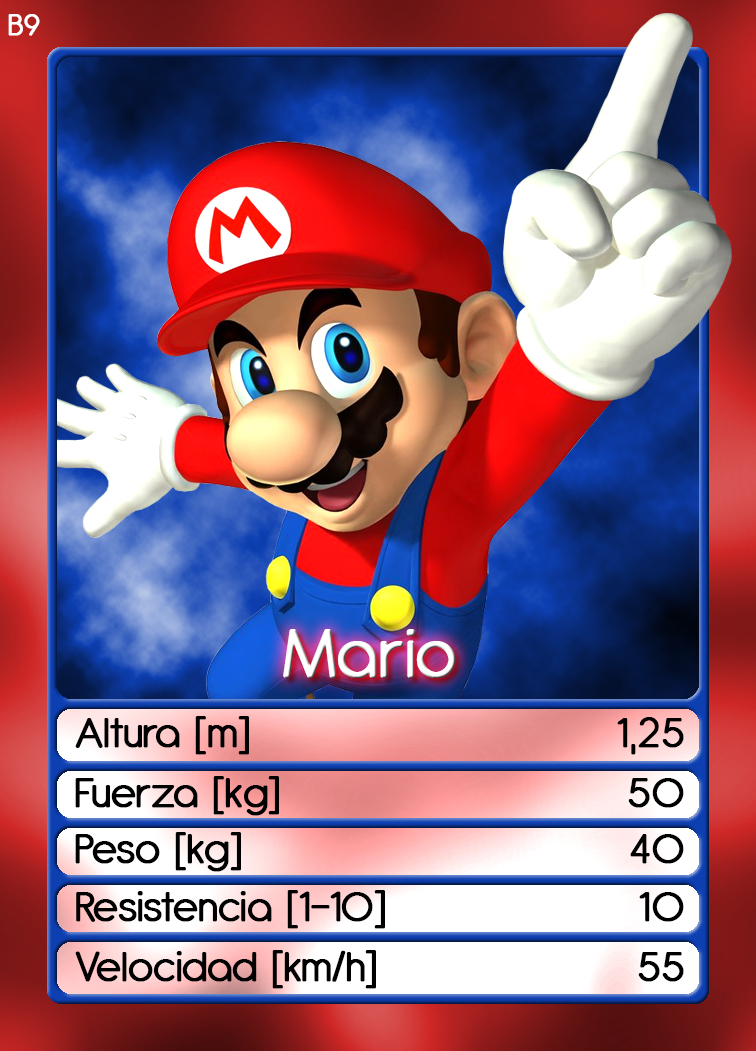 B9
M
Mario
Altura [m] 1,25
Fuerza [kg] 50
Peso [kg] 40
Resistencia [1-10] 10
Velocidad [km/h] 55